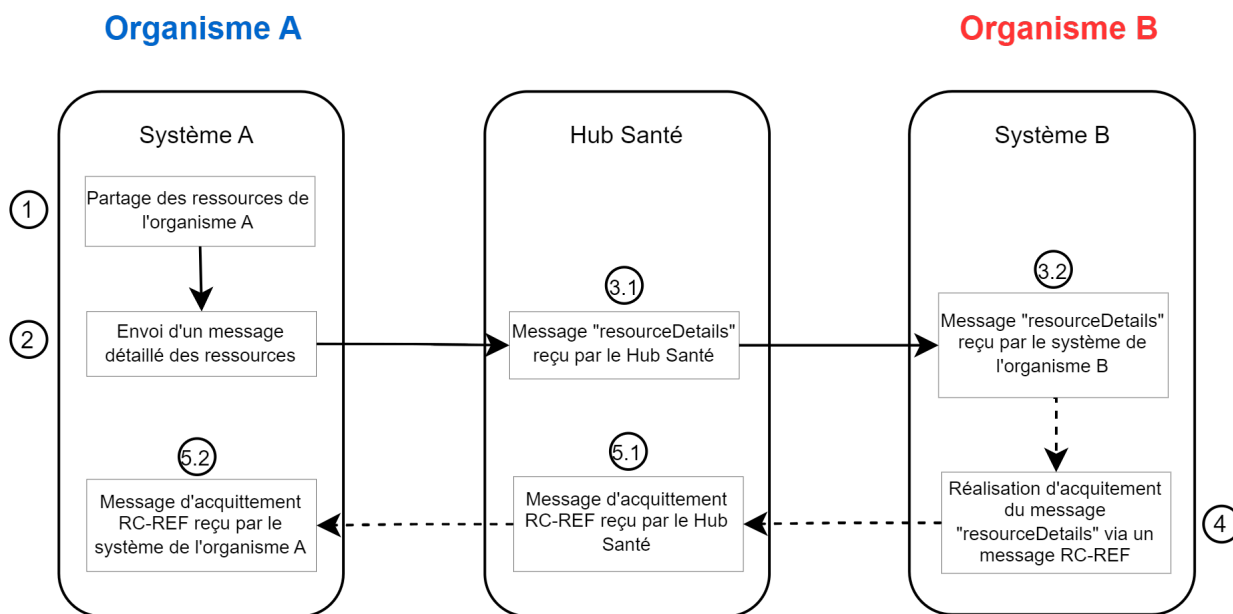 Organisme A
Organisme B
Système A
Hub Santé
Système B
1
Partage des ressources de
l'organisme A
2
Envoi d'un message
détaillé des ressources
3.1
Message "resourceDetails"
reçu par le Hub Santé
3.2
Message "resourceDetails"
reçu par le système de
l'organisme B
4
Réalisation d'acquitement
du message
"resourceDetails" via un
message RC-REF
5.1
Message d'acquittement
RC-REF reçu par le Hub
Santé
5.2
Message d'acquittement
RC-REF reçu par le
système de l'organisme A